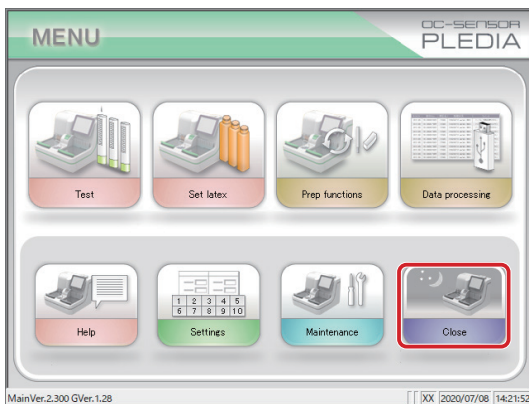 MENU
OC-SENSOR
PLEDIA
Test
Set latex
Prep functions
Data processing
1 2 3 4 5
6 7 8 9 10
Help
Settings
Maintenance
Close
MainVer.2.300 GVer.1.28
XX 2020/07/08 14:21:52